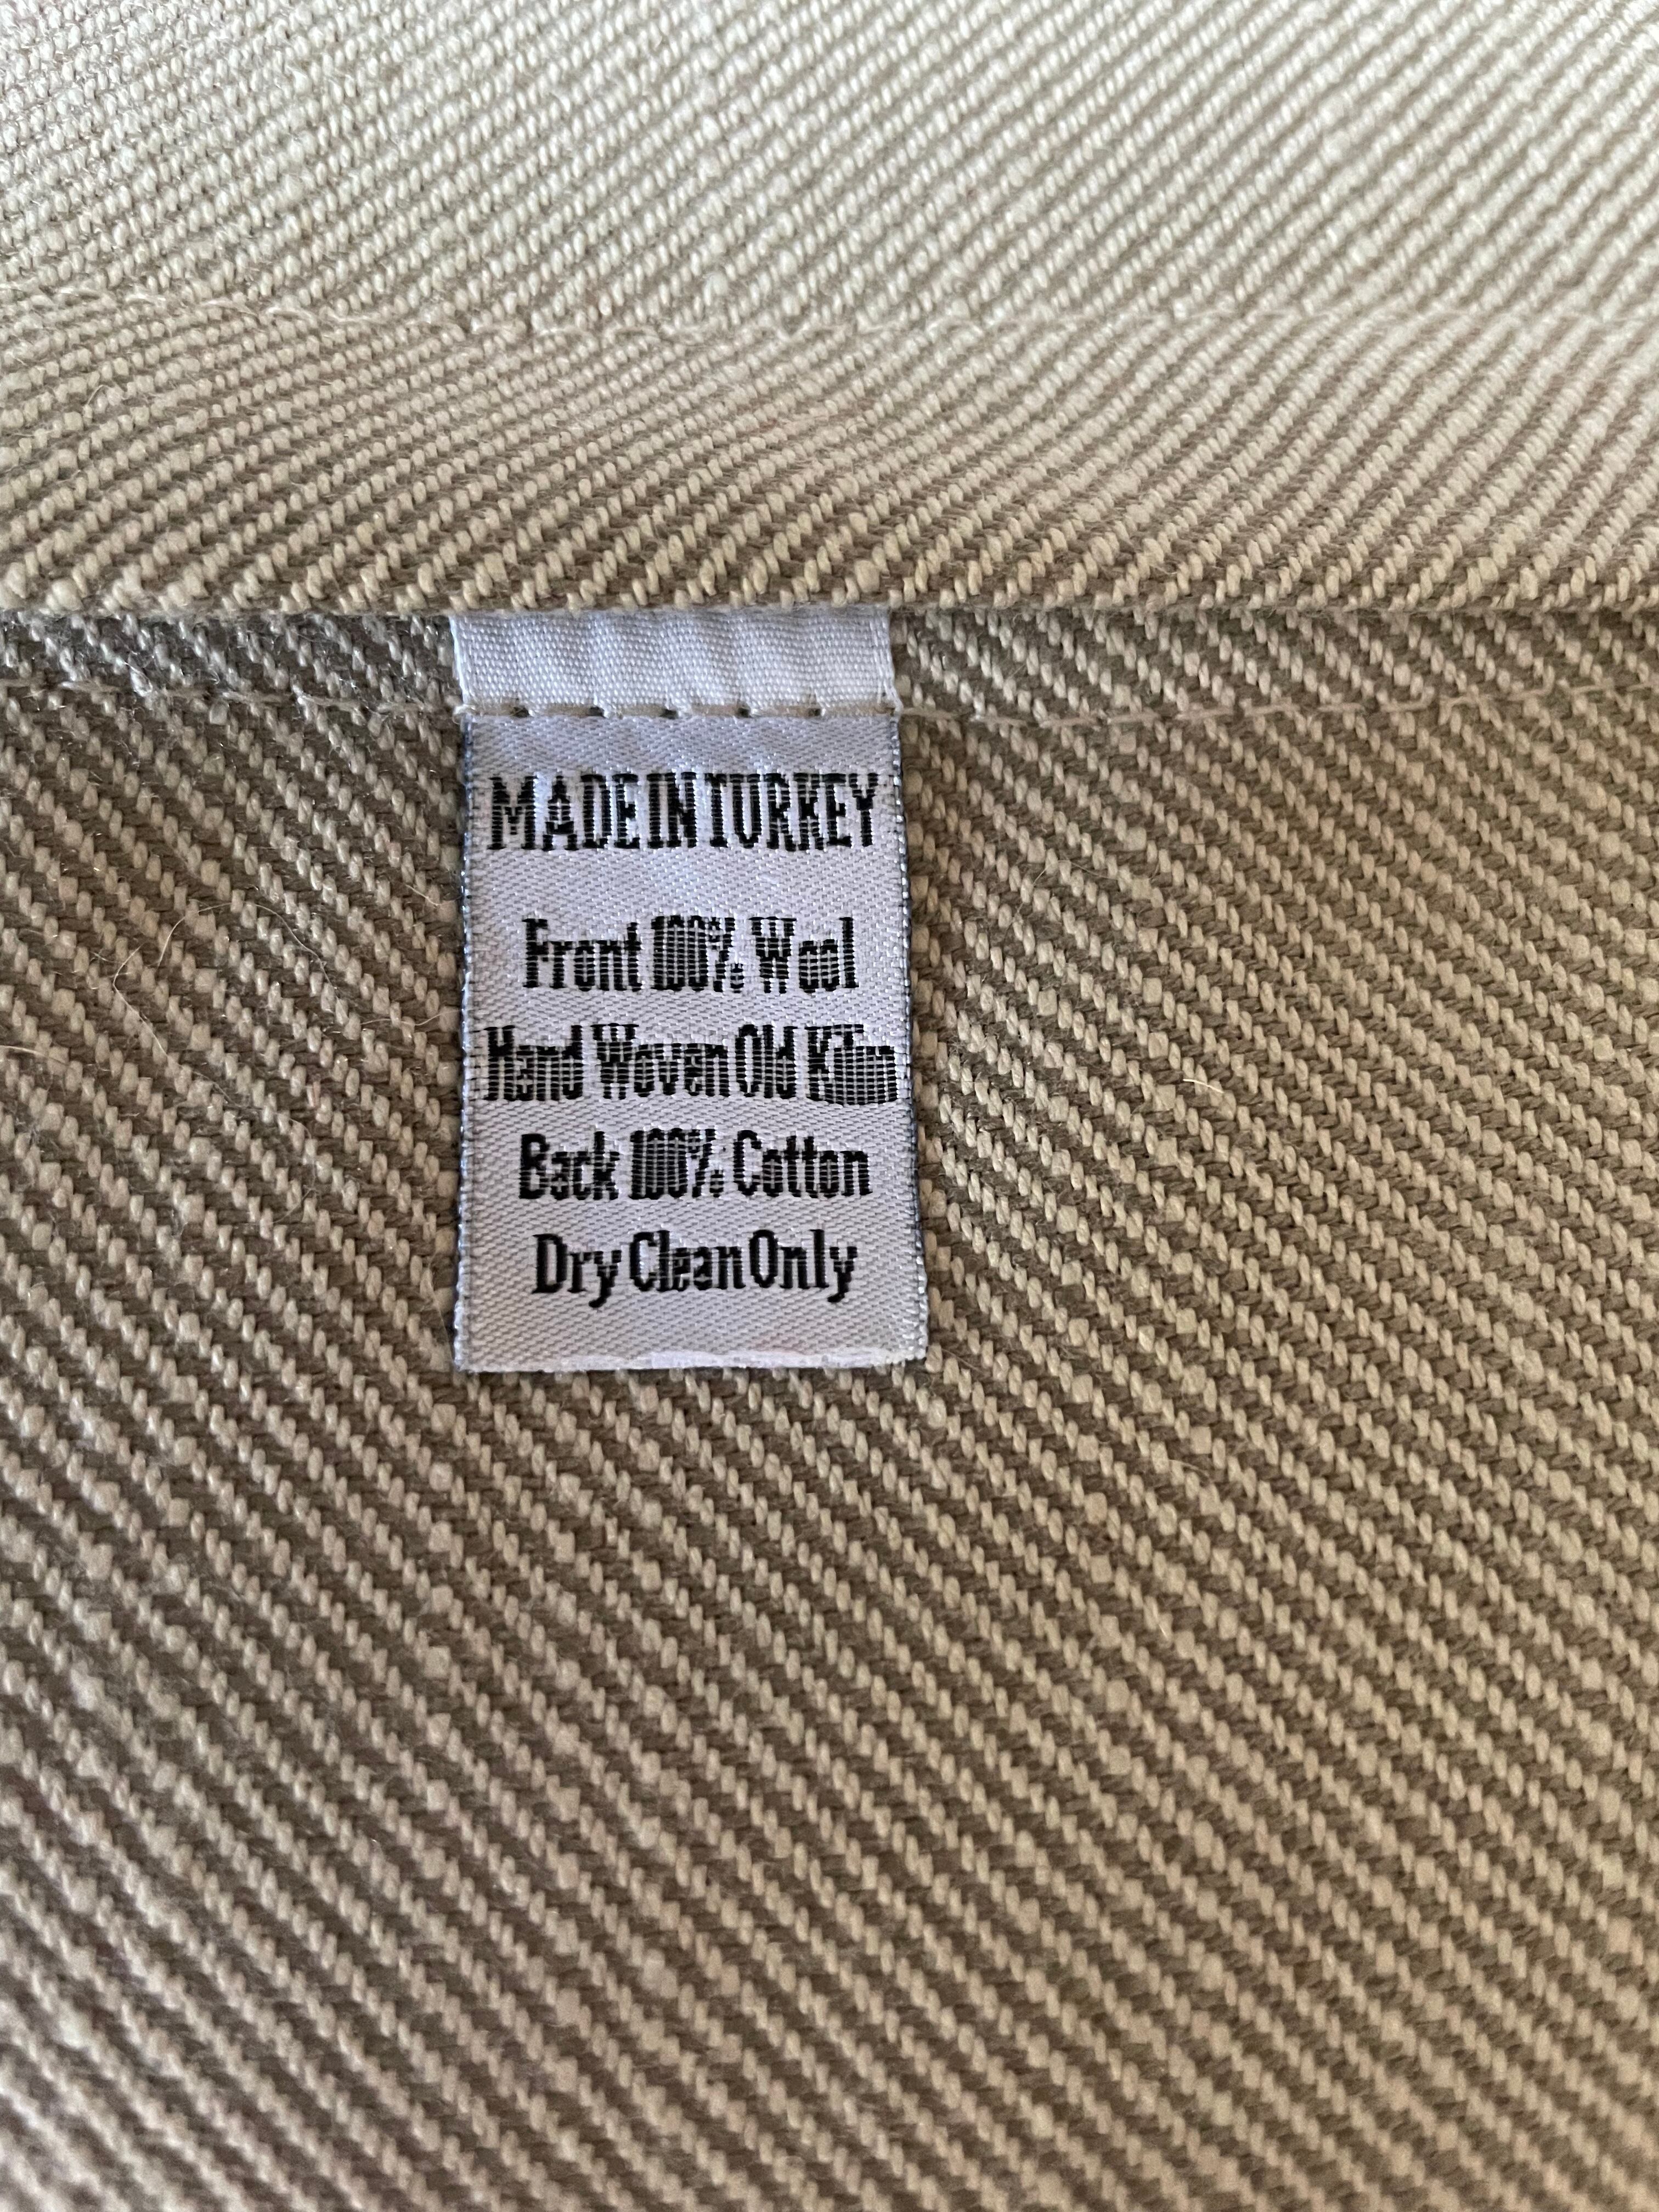 MADE IN TURKEY
Front 100% Wool
Hand Woven Old Kilim
Back 100% Cotton
Dry Clean Only